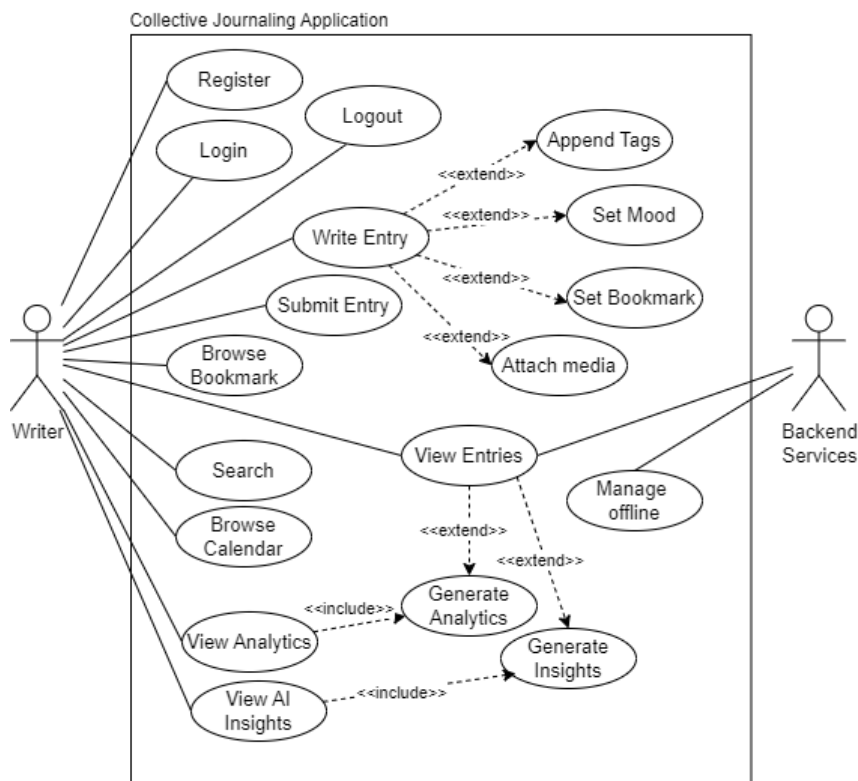 Collective Journaling Application
Register
Logout
Login
Append Tags
<<extend>>
Set Mood
<<extend>>
Write Entry
<<extend>>
Set Bookmark
Submit Entry
<<extend>>
Browse
Bookmark
Attach media
Writer
Backend
Services
View Entries
Search
Manage
offline
Browse
Calendar
<<extend>>
<<extend>>
Generate
Analytics
<<include>>
View Analytics
Generate
Insights
View AI
Insights
<<include>>